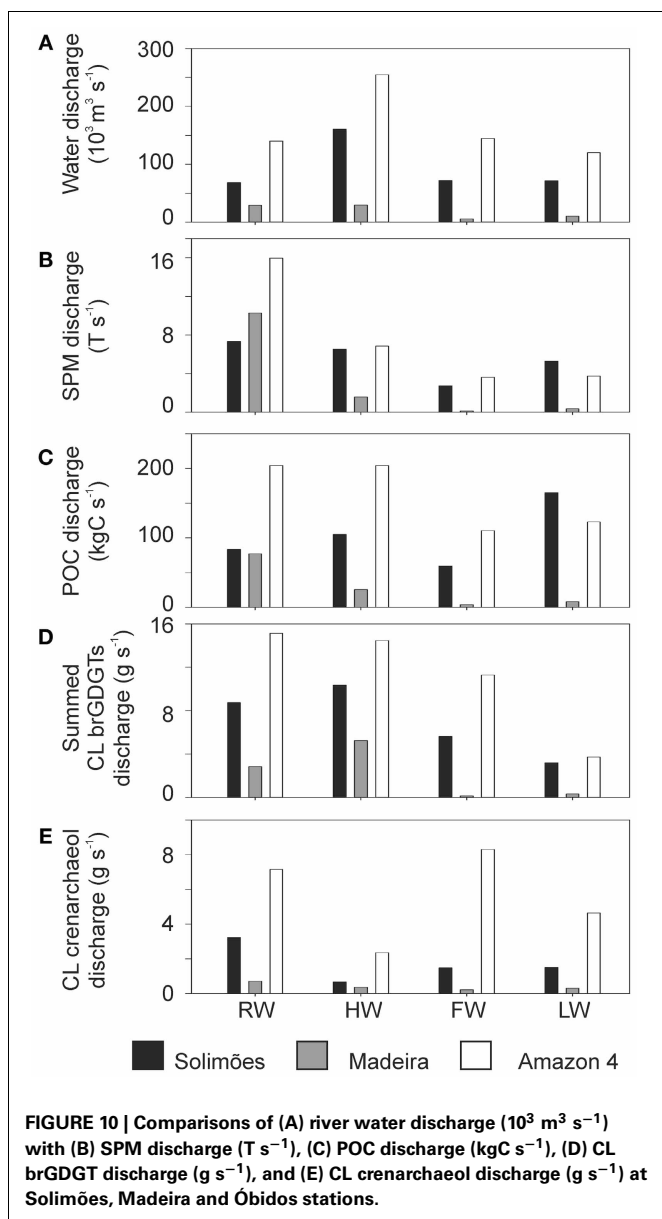 A
Water discharge
(10³ m³ s⁻¹)
300
200
100
0
B
SPM discharge
(T s⁻¹)
16
8
0
C
POC discharge
(kgC s⁻¹)
200
100
0
D
Summed
CL brGDGTs
discharge (g s⁻¹)
16
8
0
E
CL crenarchaeol
discharge (g s⁻¹)
8
4
0
RW HW FW LW
Solimões Madeira Amazon 4
FIGURE 10 | Comparisons of (A) river water discharge (10³ m³ s⁻¹)
with (B) SPM discharge (T s⁻¹), (C) POC discharge (kgC s⁻¹), (D) CL
brGDGT discharge (g s⁻¹), and (E) CL crenarchaeol discharge (g s⁻¹) at
Solimões, Madeira and Óbidos stations.